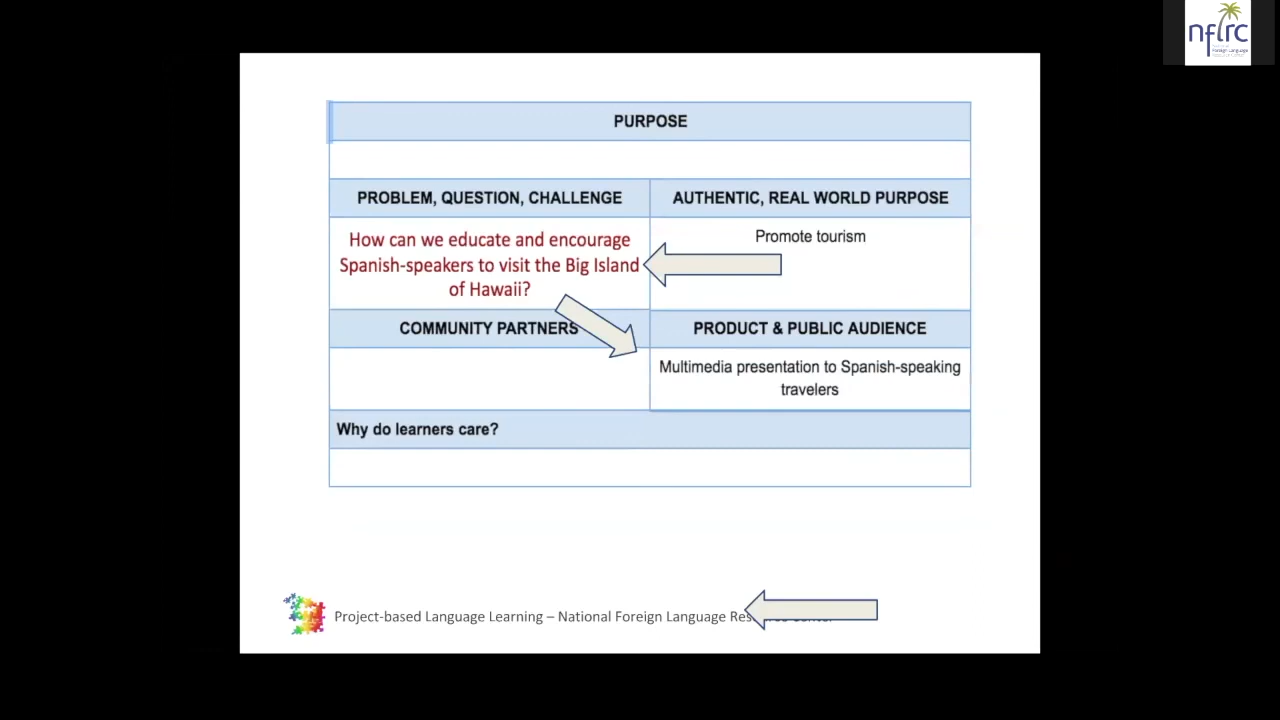 nflrc
Foreign Language
PURPOSE
PROBLEM, QUESTION, CHALLENGE
AUTHENTIC, REAL WORLD PURPOSE
How can we educate and encourage
Spanish-speakers to visit the Big Island
of Hawaii?
Promote tourism
COMMUNITY PARTNERS
PRODUCT & PUBLIC AUDIENCE
Multimedia presentation to Spanish-speaking
travelers
Why do learners care?
Project-based Language Learning – National Foreign Language